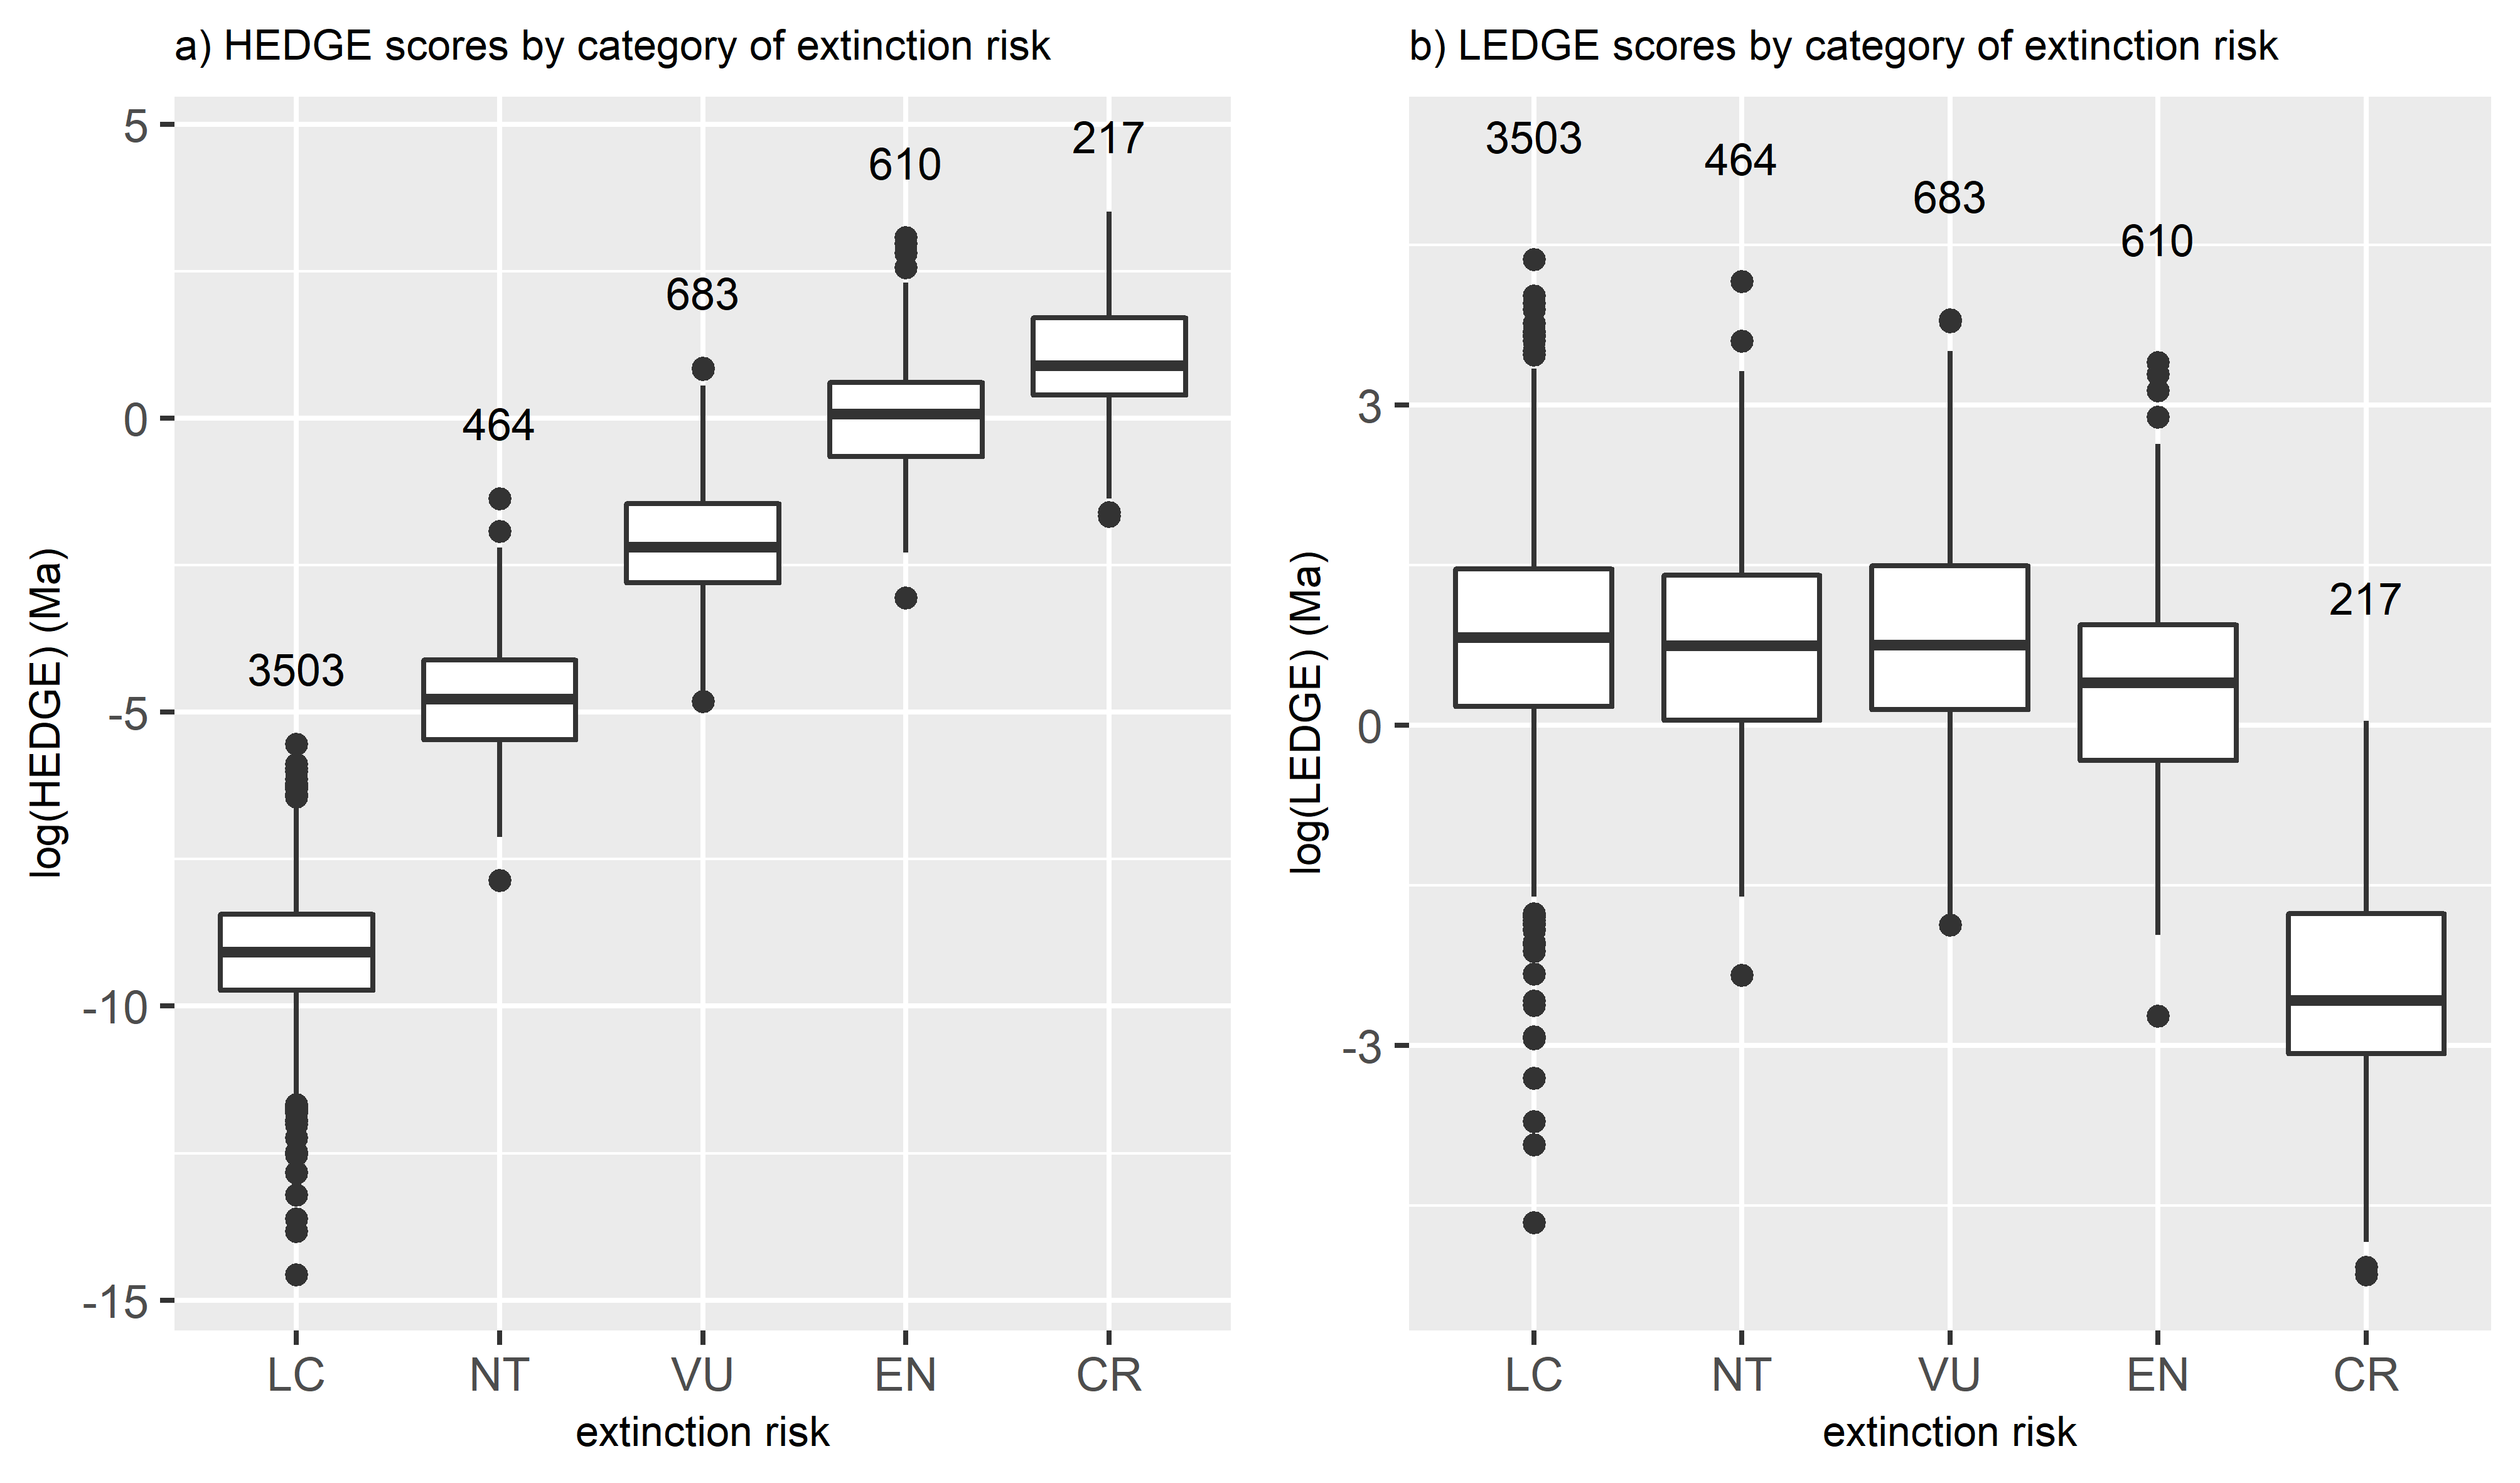 a) HEDGE scores by category of extinction risk
5
0
-5
-10
-15
log(HEDGE) (Ma)
3503
464
683
610
217
LC NT VU EN CR
extinction risk
b) LEDGE scores by category of extinction risk
3
0
-3
log(LEDGE) (Ma)
3503
464
683
610
217
LC NT VU EN CR
extinction risk